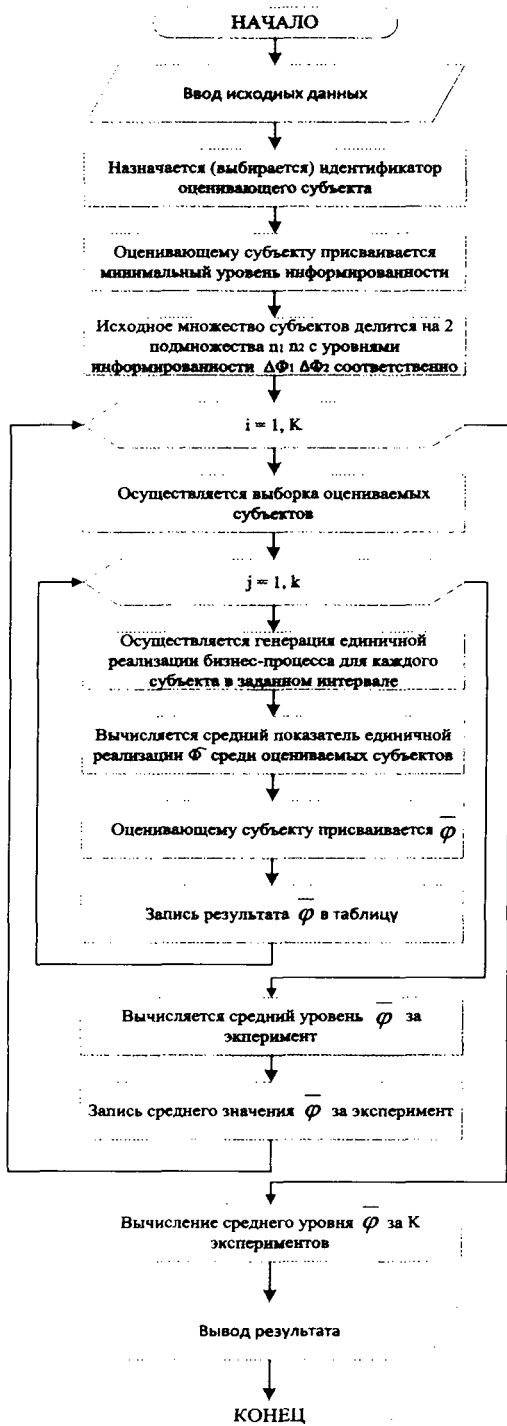 НАЧАЛО
Ввод исходных данных
Назначается (выбирается) идентификатор
оценивающего субъекта
Оценивающему субъекту присваивается
минимальный уровень информированности
Исходное множество субъектов делится на 2
подмножества n₁ n₂ с уровнями
информированности ΔΦ₁ ΔΦ₂ соответственно
i = 1, K
Осуществляется выборка оцениваемых
субъектов
j = 1, k
Осуществляется генерация единичной
реализации бизнес-процесса для каждого
субъекта в заданном интервале
Вычисляется средний показатель единичной
реализации Φ̄ среди оцениваемых субъектов
Оценивающему субъекту присваивается φ̄
Запись результата φ̄ в таблицу
Вычисляется средний уровень φ̄ за
экперимент
Запись среднего значения φ̄ за эксперимент
Вычисление среднего уровня φ̄ за К
экспериментов
Вывод результата
КОНЕЦ